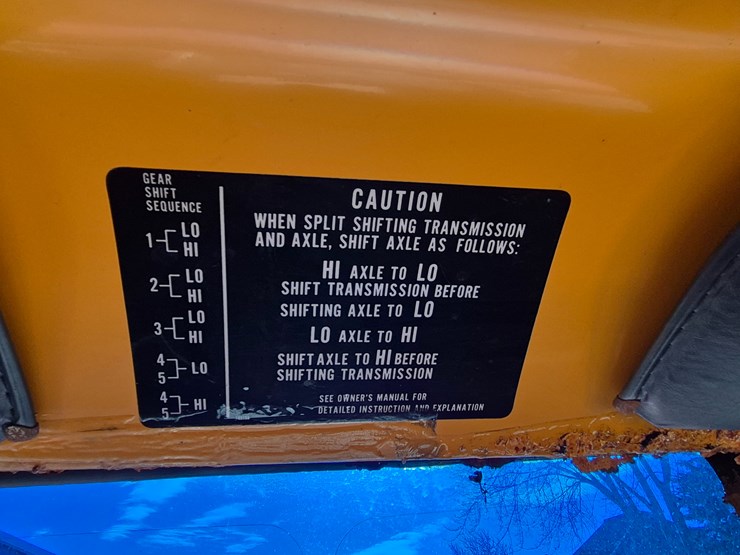 GEAR
SHIFT
SEQUENCE
1 LO
HI
2 LO
HI
3 LO
HI
4
5 LO
4
5 HI
CAUTION
WHEN SPLIT SHIFTING TRANSMISSION
AND AXLE, SHIFT AXLE AS FOLLOWS:
HI AXLE TO LO
SHIFT TRANSMISSION BEFORE
SHIFTING AXLE TO LO
LO AXLE TO HI
SHIFT AXLE TO HI BEFORE
SHIFTING TRANSMISSION
SEE OWNER'S MANUAL FOR
DETAILED INSTRUCTION AND EXPLANATION